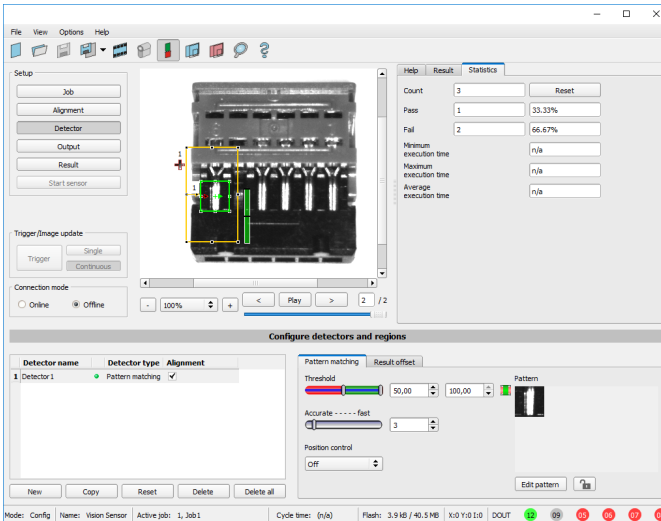 File View Options Help
Setup
Job
Alignment
Detector
Output
Result
Start sensor
Trigger/Image update
Trigger
Single
Continuous
Connection mode
Online Offline
1
1
- 100% + < Play > 2 / 2
Help Result Statistics
Count 3 Reset
Pass 1 33.33%
Fail 2 66.67%
Minimum execution time n/a
Maximum execution time n/a
Average execution time n/a
Configure detectors and regions
Detector name Detector type Alignment
1 Detector1 Pattern matching
New Copy Reset Delete Delete all
Pattern matching Result offset
Threshold
50,00 100,00
Pattern
Accurate ----- fast
3
Position control
Off
Edit pattern
Mode: Config Name: Vision Sensor Active job: 1, Job1 Cycle time: (n/a) Flash: 3.9 kB / 40.5 MB X:0 Y:0 I:0 DOUT 12 09 05 06 07